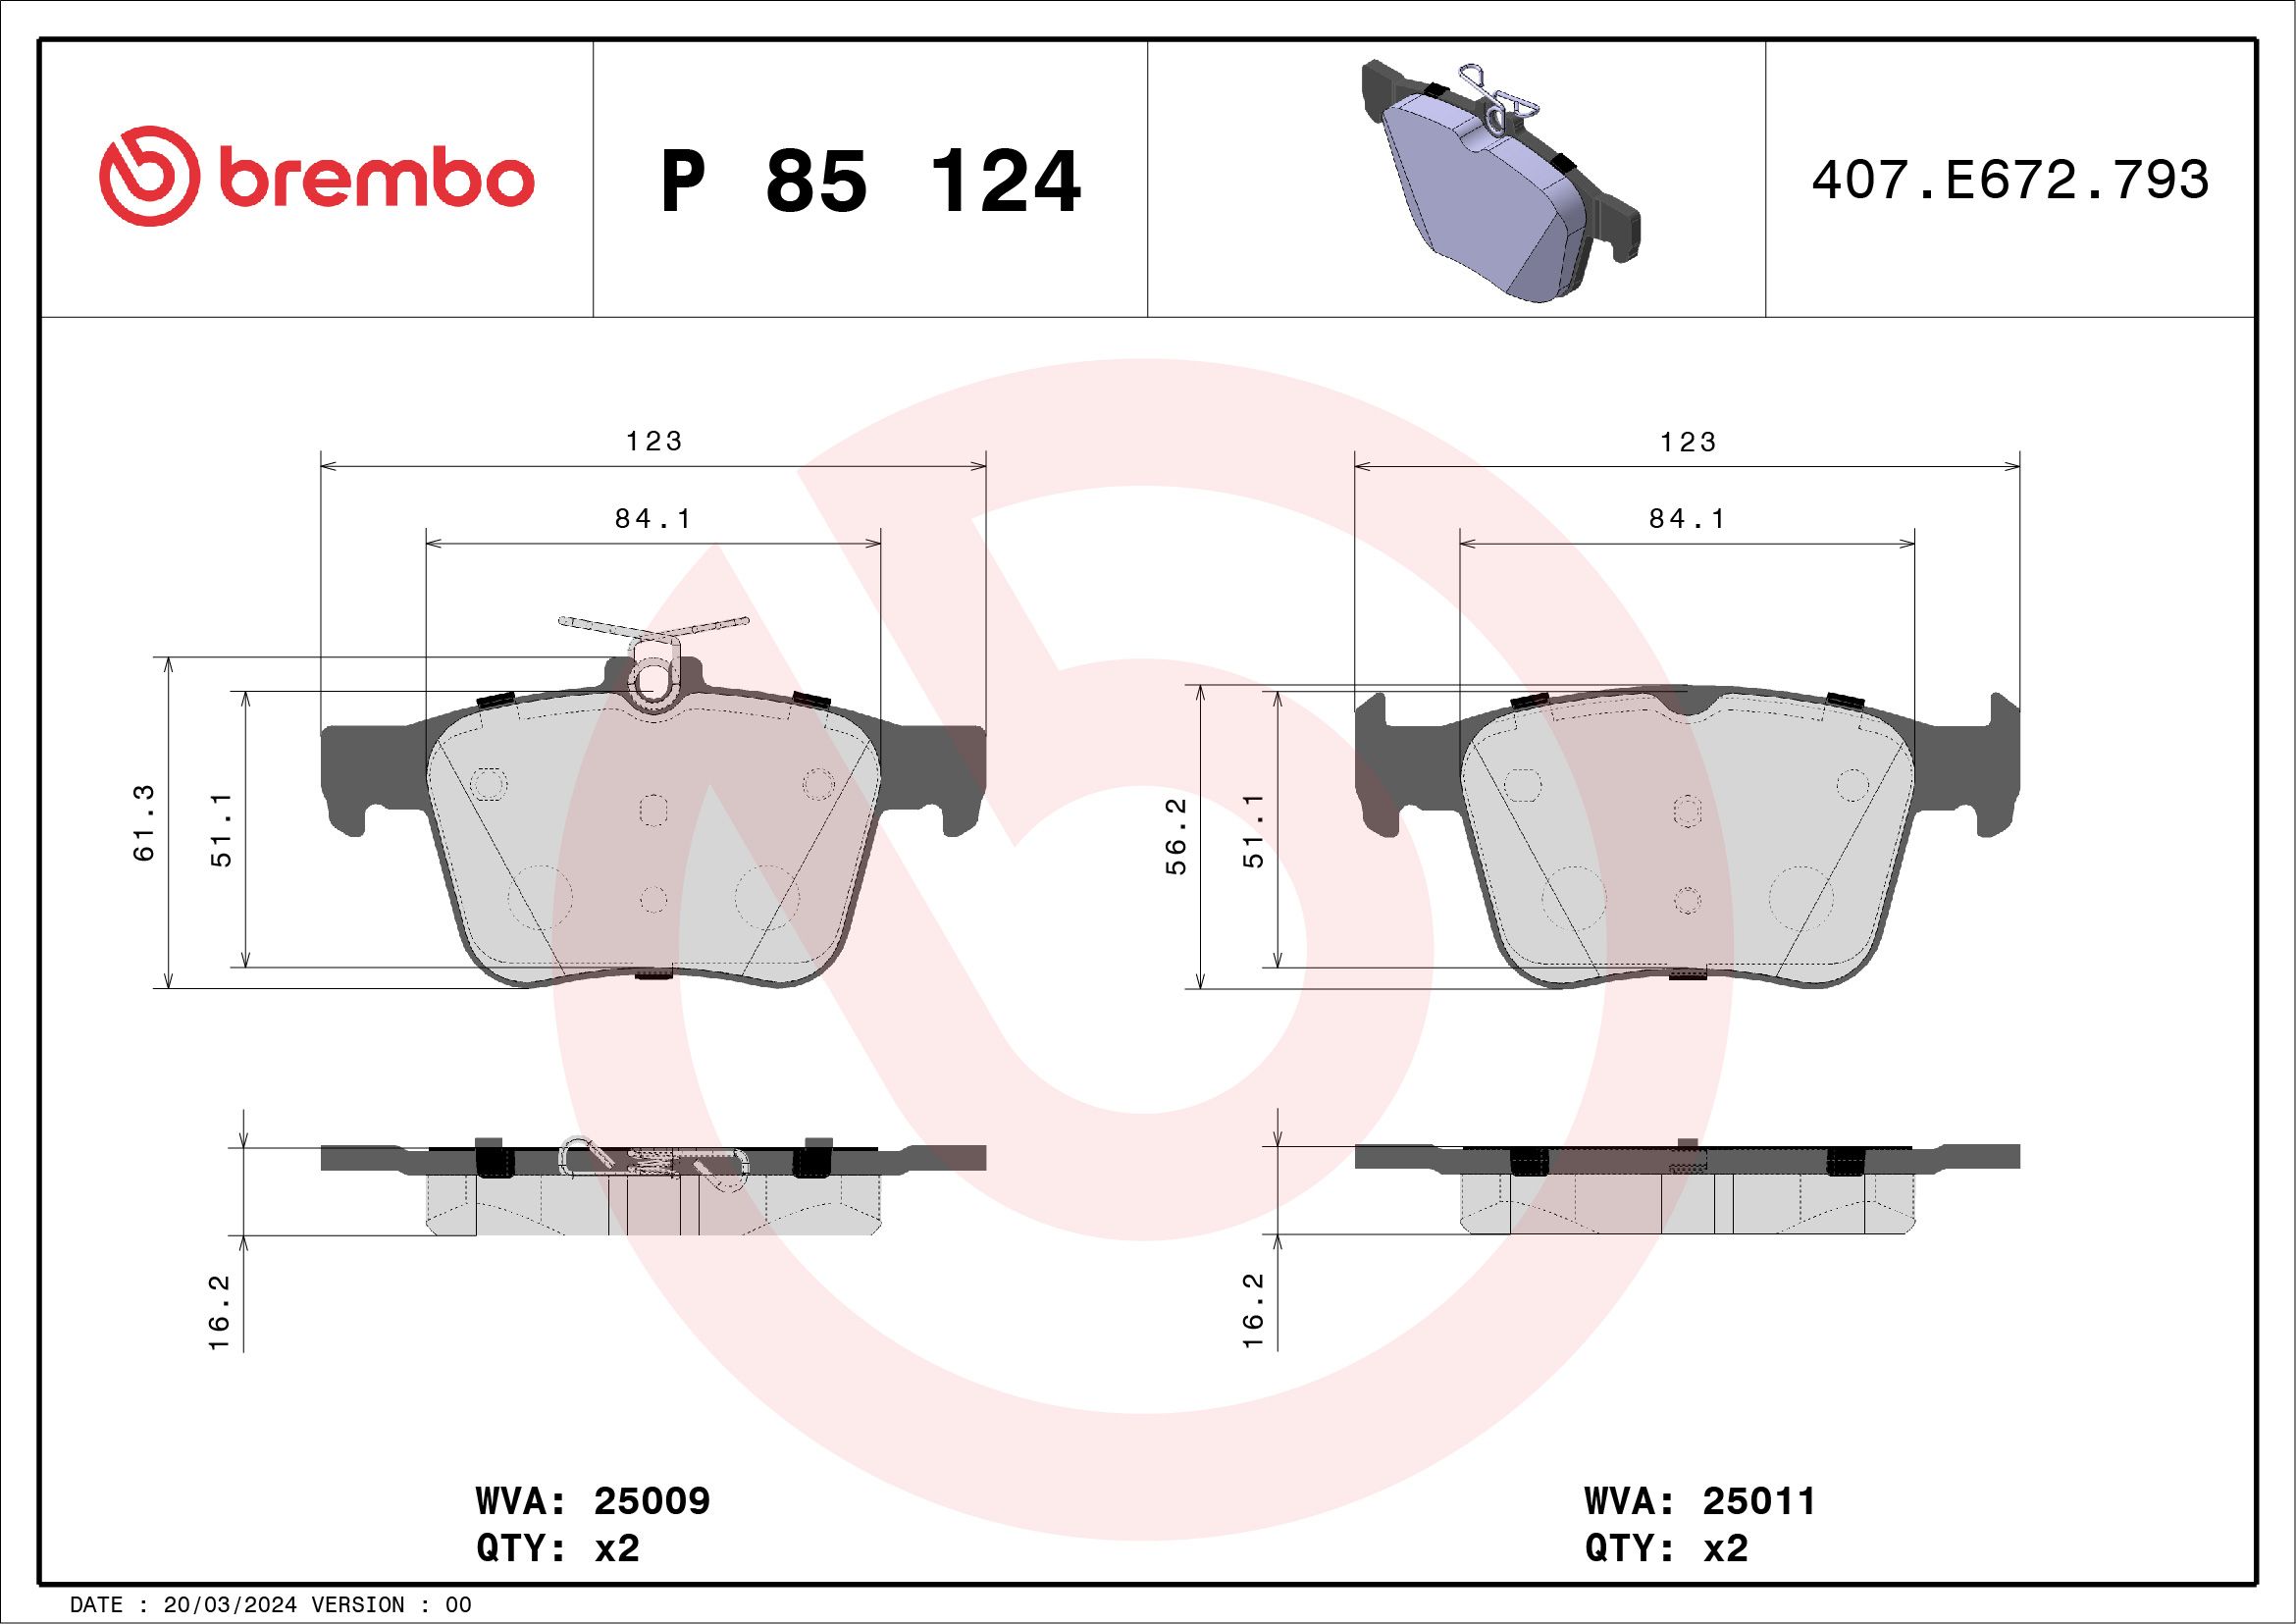 brembo
P 85 124
407.E672.793
123
84.1
61.3
51.1
16.2
123
84.1
56.2
51.1
16.2
WVA: 25009
QTY: x2
WVA: 25011
QTY: x2
DATE : 20/03/2024 VERSION : 00